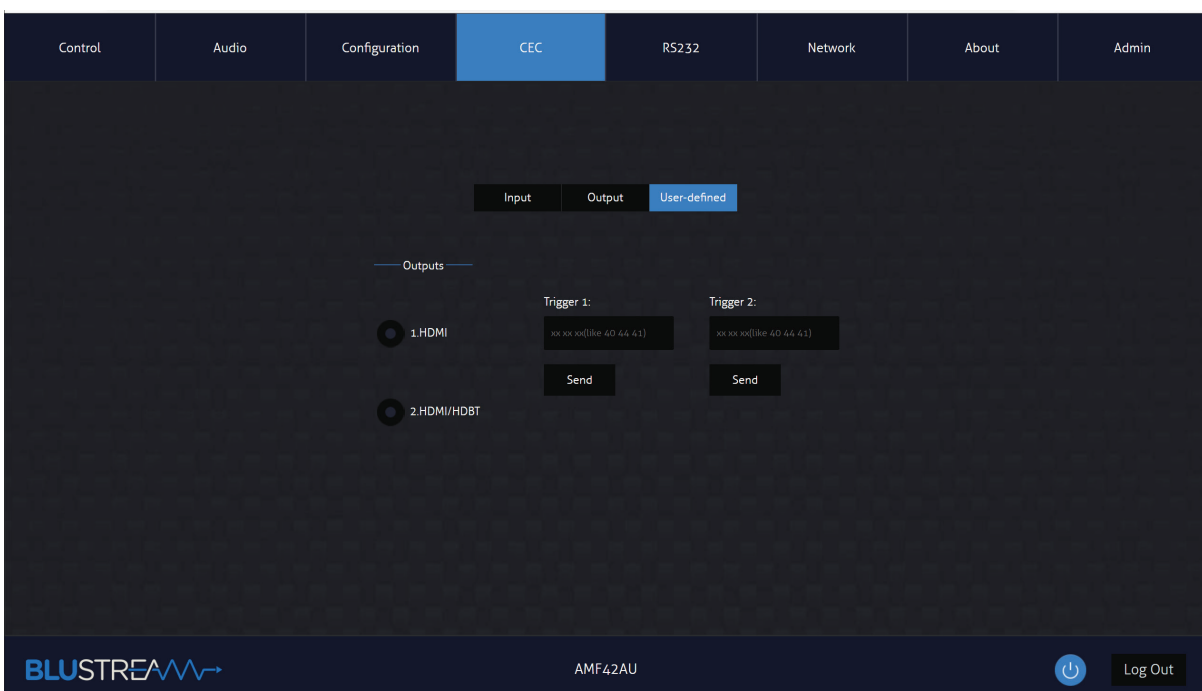 Control Audio Configuration CEC RS232 Network About Admin
Input Output User-defined
Outputs
Trigger 1: Trigger 2:
1.HDMI xx xx xx(like 40 44 41) xx xx xx(like 40 44 41)
Send Send
2.HDMI/HDBT
BLUSTREAM AMF42AU Log Out